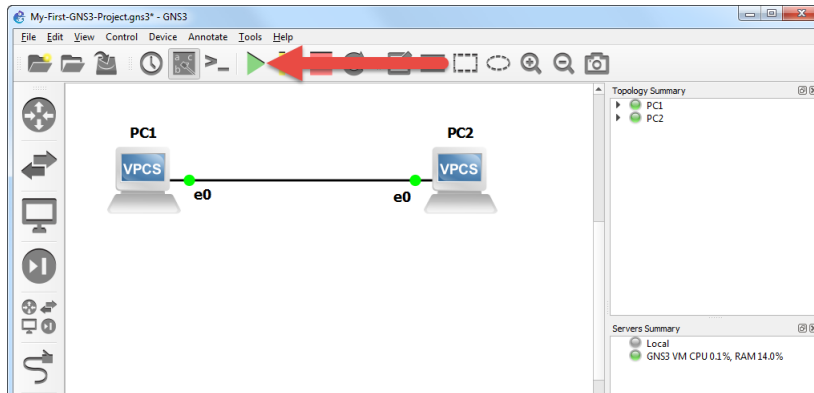 My-First-GNS3-Project.gns3* - GNS3
File Edit View Control Device Annotate Tools Help
a c
b
Topology Summary
PC1
PC2
PC1
PC2
VPCS
VPCS
e0
e0
Servers Summary
Local
GNS3 VM CPU 0.1%, RAM 14.0%